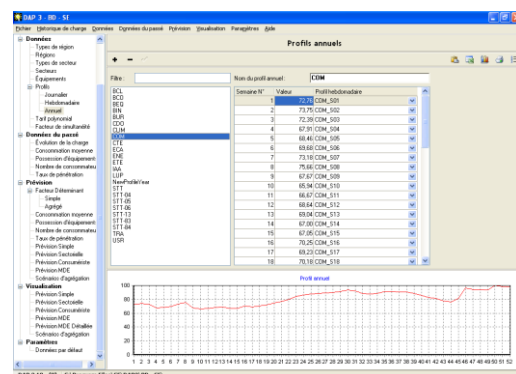 DAP 3 - BD - SE
Fichier Historique de charge Données Données du passé Prévision Visualisation Paramètres Aide
Données
Types de région
Régions
Types de secteur
Secteurs
Équipements
Profils
Journalier
Hebdomadaire
Annuel
Tarif polynomial
Facteur de simultanéité
Données du passé
Évolution de la charge
Consommation moyenne
Possession d'équipement
Nombre de consommateu
Taux de pénétration
Prévision
Facteur Déterminant
Simple
Agrégé
Consommation moyenne
Possession d'équipement
Nombre de consommateu
Taux de pénétration
Prévision Simple
Prévision Sectorielle
Prévision Consumériste
Prévision MDE
Scénarios d'agrégation
Visualisation
Prévision Simple
Prévision Sectorielle
Prévision Consumériste
Prévision MDE
Prévision MDE Détaillée
Scénarios d'agrégation
Paramètres
Données par défaut
Profils annuels
Filtre :
BCL
BCO
BEQ
BIN
BUR
CDO
CLIM
COM
CTE
ECA
ENE
ETE
IAA
LUP
NewProfileYear
STT
STT-04
STT-05
STT-06
STT-13
STT-83
STT-84
TRA
USR
Nom du profil annuel : COM
Semaine N° Valeur Profil hebdomadaire
1 72,76 COM_S01
2 73,75 COM_S02
3 72,39 COM_S03
4 67,91 COM_S04
5 68,46 COM_S05
6 69,68 COM_S06
7 73,18 COM_S07
8 75,66 COM_S08
9 67,67 COM_S09
10 65,94 COM_S10
11 66,67 COM_S11
12 68,64 COM_S12
13 69,04 COM_S13
14 67,00 COM_S14
15 67,05 COM_S15
16 70,25 COM_S16
17 69,23 COM_S17
18 70,18 COM_S18
Profil annuel
100
80
60
40
20
0
1 2 3 4 5 6 7 8 9 10 11 12 13 14 15 16 17 18 19 20 21 22 23 24 25 26 27 28 29 30 31 32 33 34 35 36 37 38 39 40 41 42 43 44 45 46 47 48 49 50 51 52